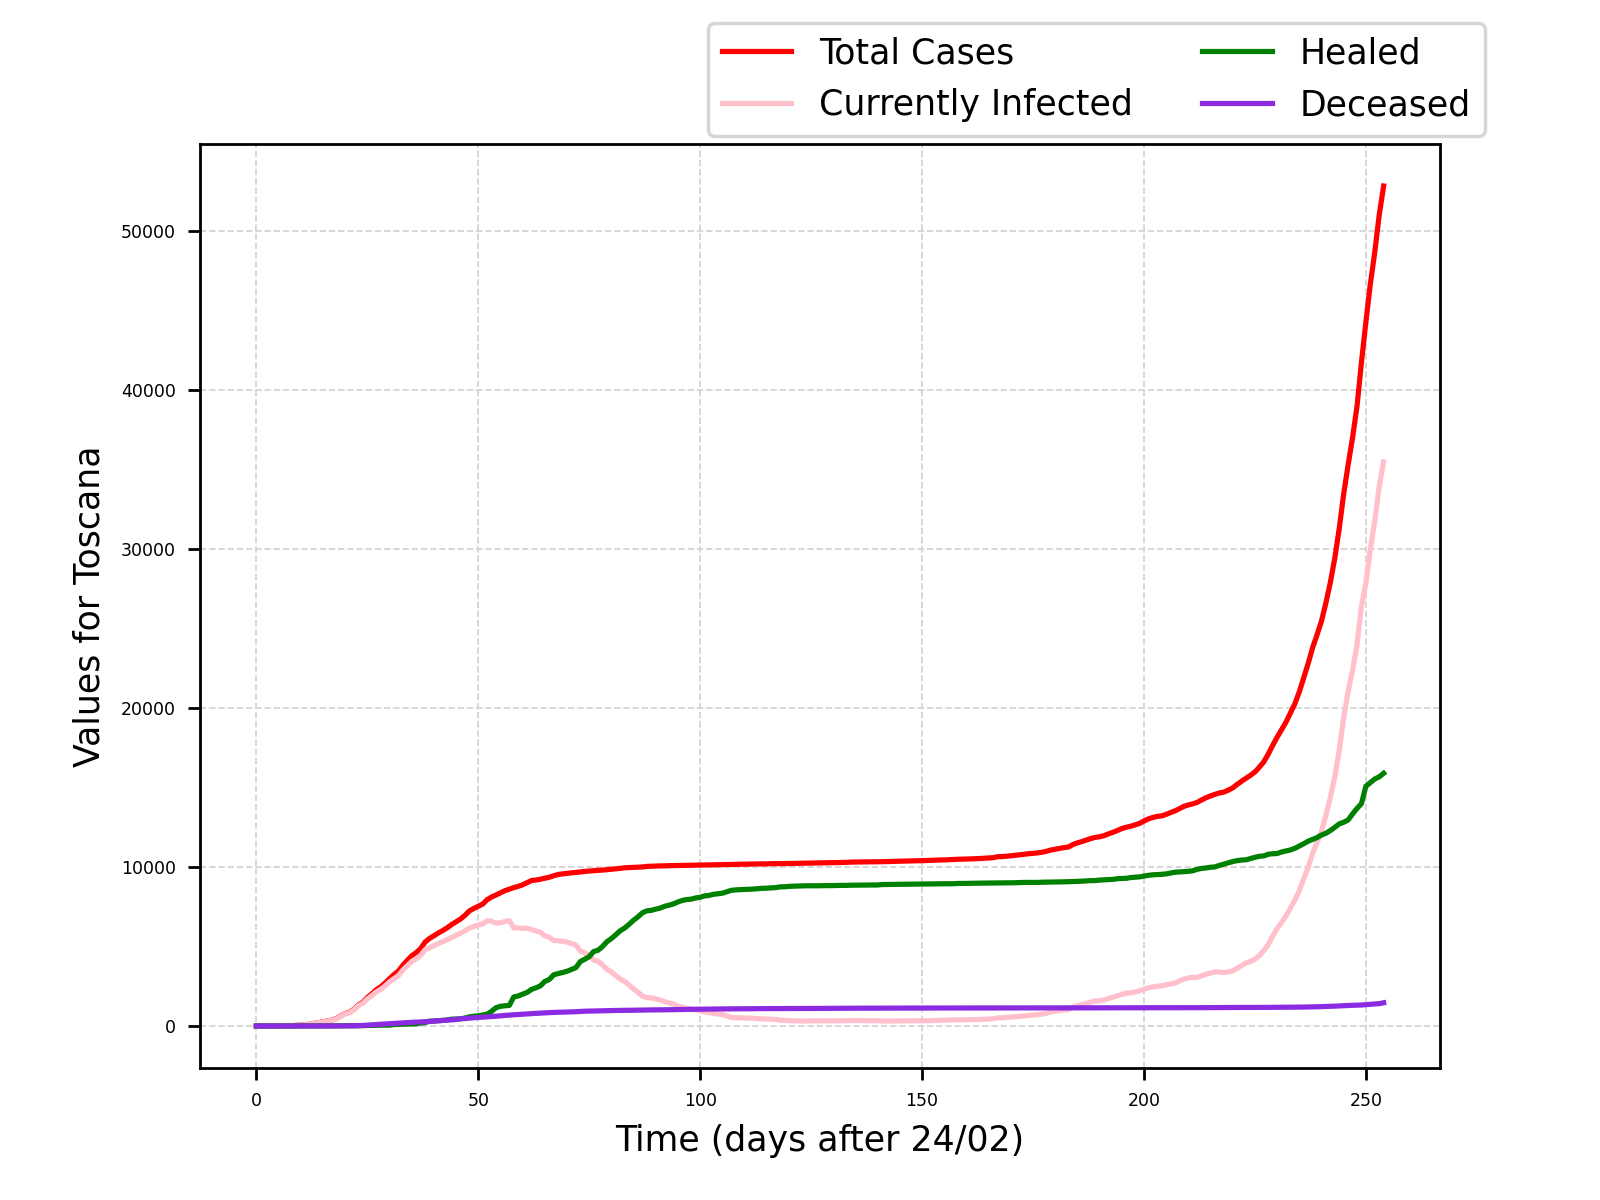 Total Cases
Currently Infected
Healed
Deceased
50000
40000
30000
20000
10000
0
Values for Toscana
0
50
100
150
200
250
Time (days after 24/02)